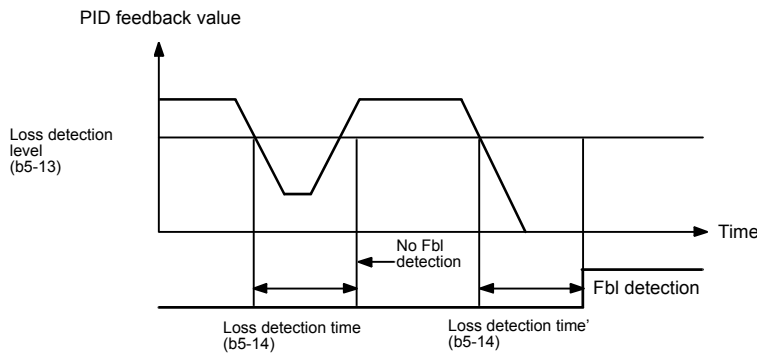 PID feedback value
Loss detection
level
(b5-13)
Time
No Fbl
detection
Fbl detection
Loss detection time
(b5-14)
Loss detection time'
(b5-14)